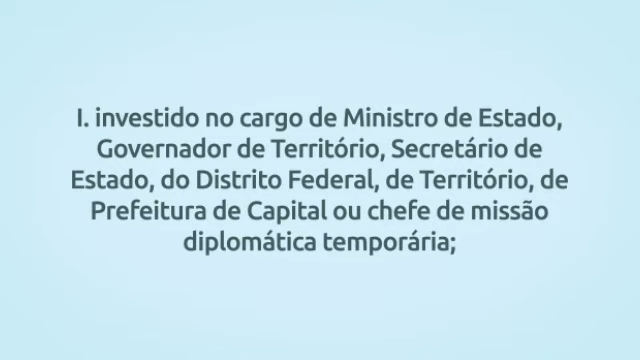 I. investido no cargo de Ministro de Estado,
Governador de Território, Secretário de
Estado, do Distrito Federal, de Território, de
Prefeitura de Capital ou chefe de missão
diplomática temporária;